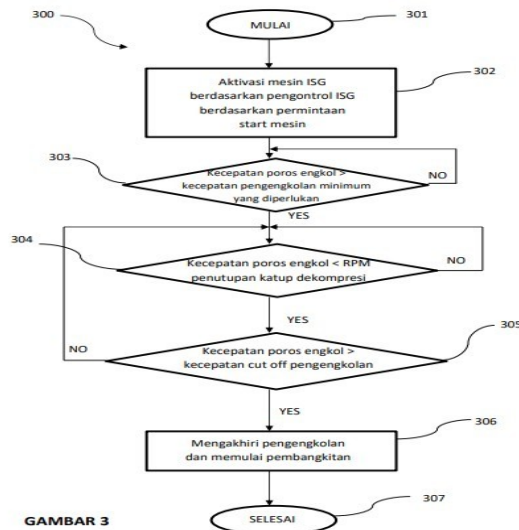 300
MULAI
301
Aktivasi mesin ISG
berdasarkan pengontrol ISG
berdasarkan permintaan
start mesin
302
303
Kecepatan poros engkol >
kecepatan pengengkolan minimum
yang diperlukan
NO
YES
304
Kecepatan poros engkol < RPM
penutupan katup dekompresi
NO
YES
Kecepatan poros engkol >
kecepatan cut off pengengkolan
305
NO
YES
Mengakhiri pengengkolan
dan memulai pembangkitan
306
SELESAI
307
GAMBAR 3